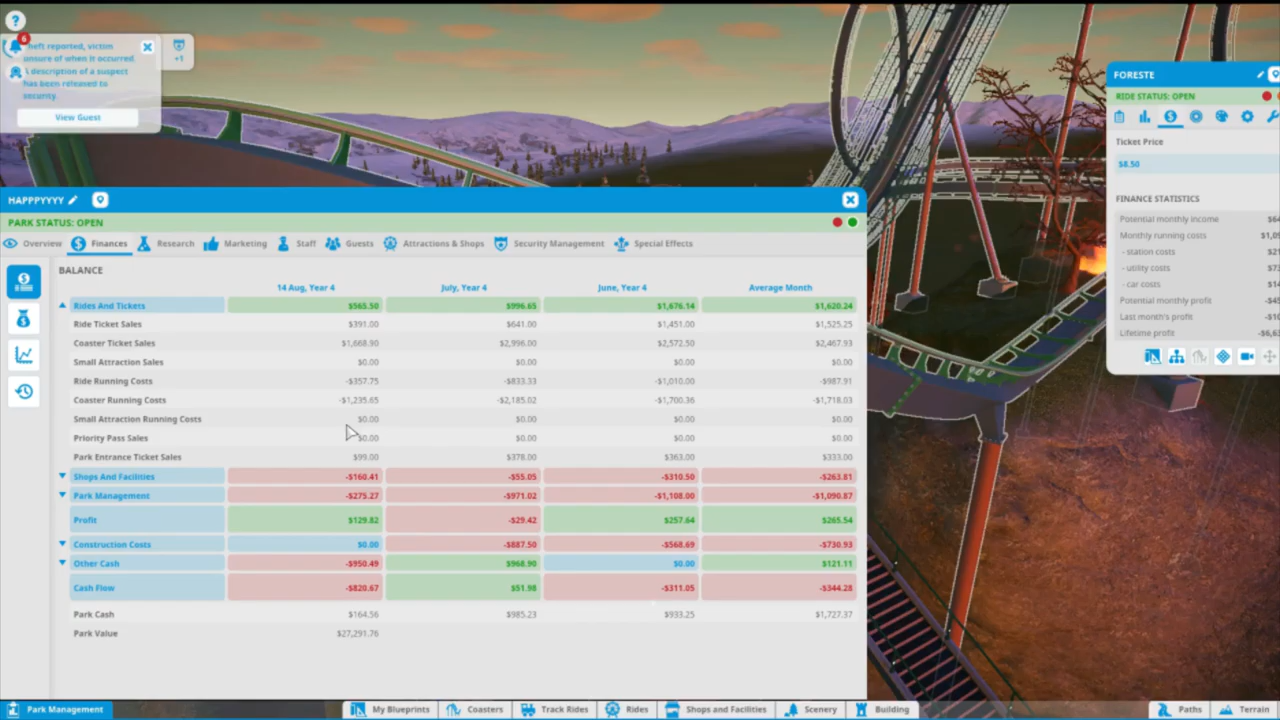 ?
6
heft reported, victim
unsure of when it occurred.
A description of a suspect
has been released to
security.
+1
View Guest
FORESTE
RIDE STATUS: OPEN
Ticket Price
$8.50
FINANCE STATISTICS
Potential monthly income $64
Monthly running costs $1,09
- station costs $21
- utility costs $73
- car costs $14
Potential monthly profit -$45
Last month's profit -$10
Lifetime profit -$6,63
HAPPPYYYY
PARK STATUS: OPEN
Overview Finances Research Marketing Staff Guests Attractions & Shops Security Management Special Effects
BALANCE
14 Aug, Year 4 July, Year 4 June, Year 4 Average Month
Rides And Tickets $565.50 $996.65 $1,676.14 $1,620.24
Ride Ticket Sales $391.00 $641.00 $1,451.00 $1,525.25
Coaster Ticket Sales $1,668.90 $2,996.00 $2,572.50 $2,467.93
Small Attraction Sales $0.00 $0.00 $0.00 $0.00
Ride Running Costs -$357.75 -$833.33 -$1,010.00 -$987.91
Coaster Running Costs -$1,235.65 -$2,185.02 -$1,700.36 -$1,718.03
Small Attraction Running Costs $0.00 $0.00 $0.00 $0.00
Priority Pass Sales $0.00 $0.00 $0.00 $0.00
Park Entrance Ticket Sales $99.00 $378.00 $363.00 $333.00
Shops And Facilities -$160.41 -$55.05 -$310.50 -$263.81
Park Management -$275.27 -$971.02 -$1,108.00 -$1,090.87
Profit $129.82 -$29.42 $257.64 $265.54
Construction Costs $0.00 -$887.50 -$568.69 -$730.93
Other Cash -$950.49 $968.90 $0.00 $121.11
Cash Flow -$820.67 $51.98 -$311.05 -$344.28
Park Cash $164.56 $985.23 $933.25 $1,727.37
Park Value $27,291.76
Park Management My Blueprints Coasters Track Rides Rides Shops and Facilities Scenery Building Paths Terrain